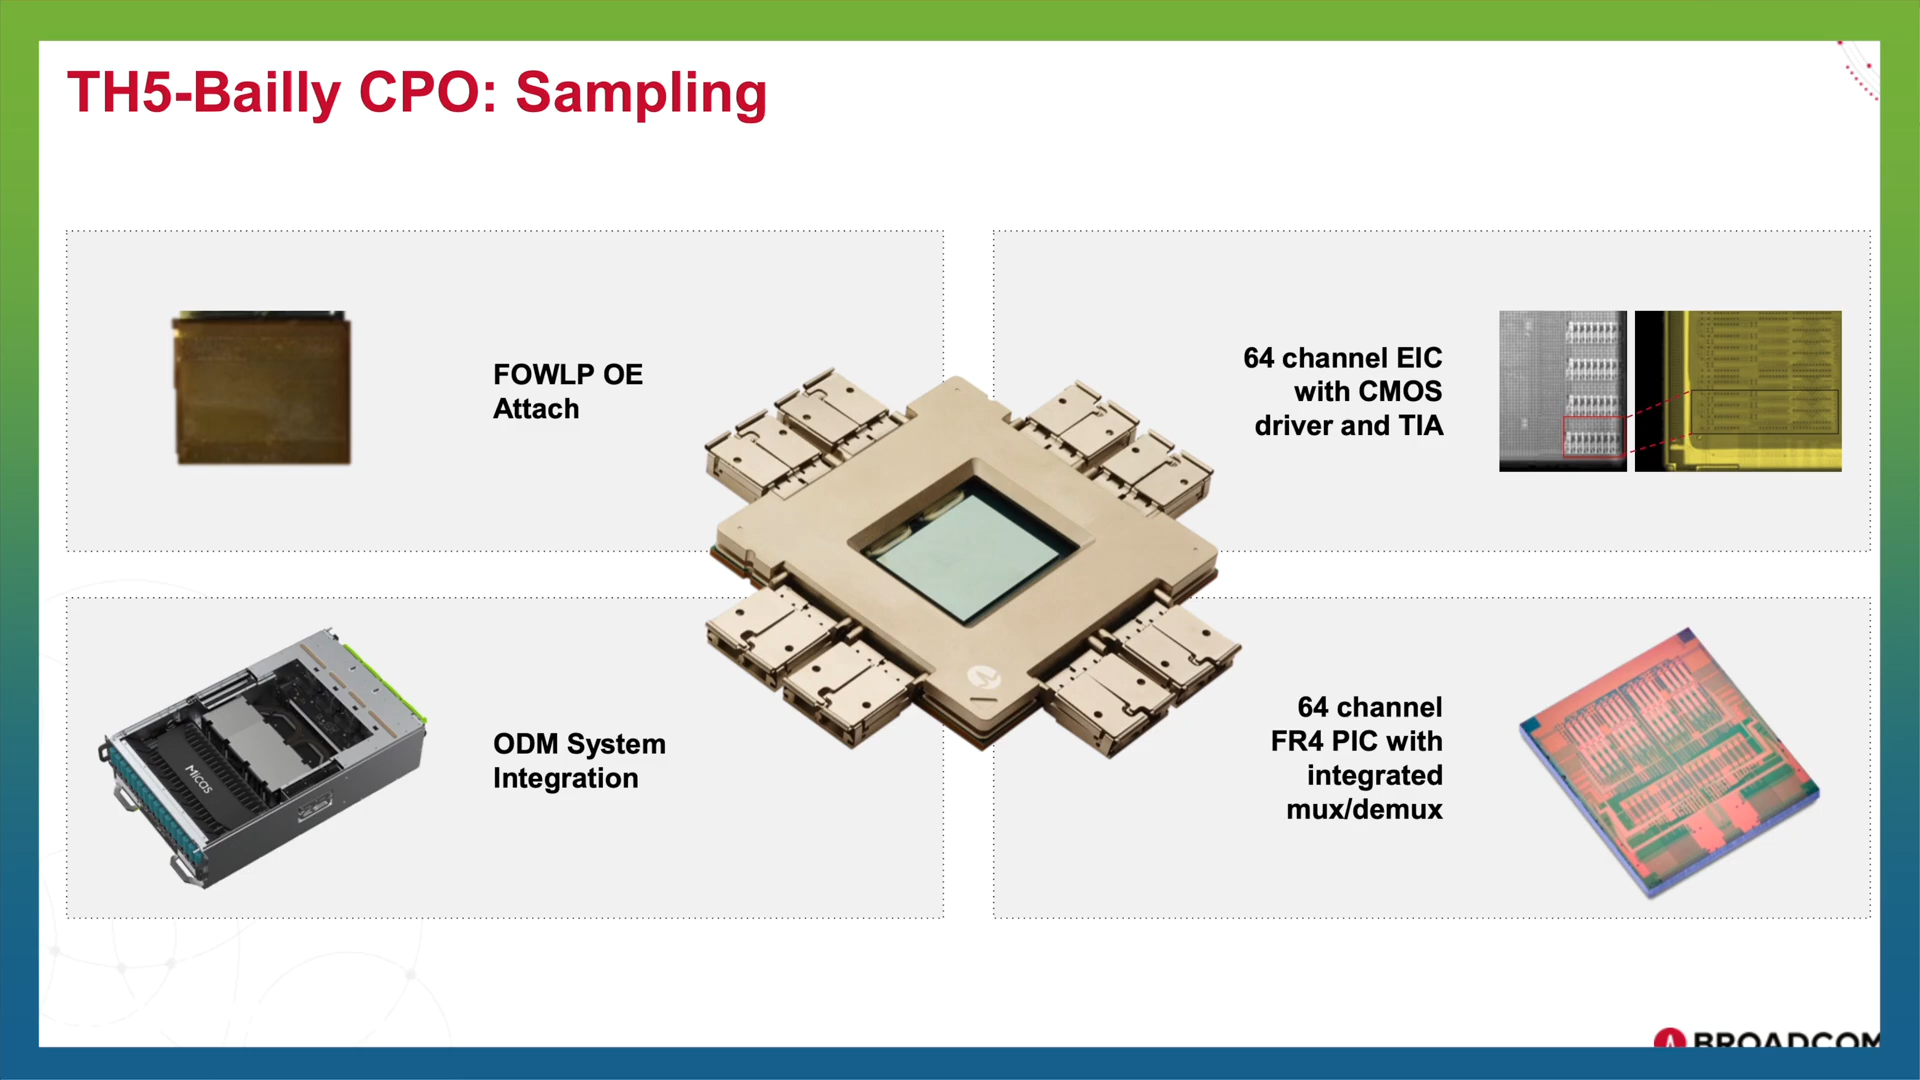 TH5-Bailly CPO: Sampling
FOWLP OE
Attach
64 channel EIC
with CMOS
driver and TIA
ODM System
Integration
Micas
64 channel
FR4 PIC with
integrated
mux/demux
BROADCOM